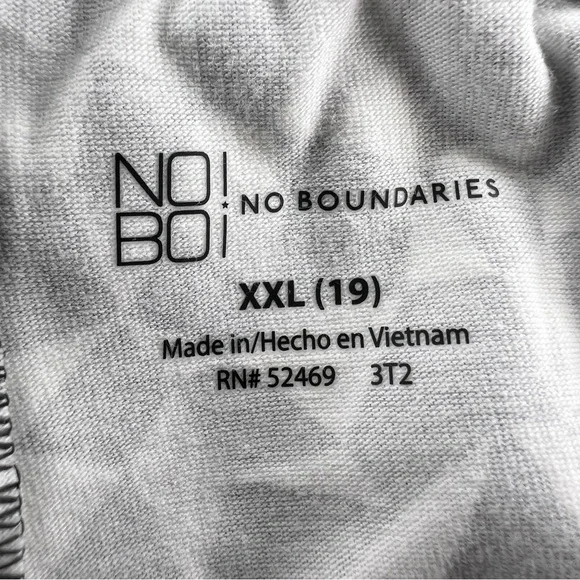 NO!
BO¡ * NO BOUNDARIES
XXL (19)
Made in/Hecho en Vietnam
RN# 52469 3T2